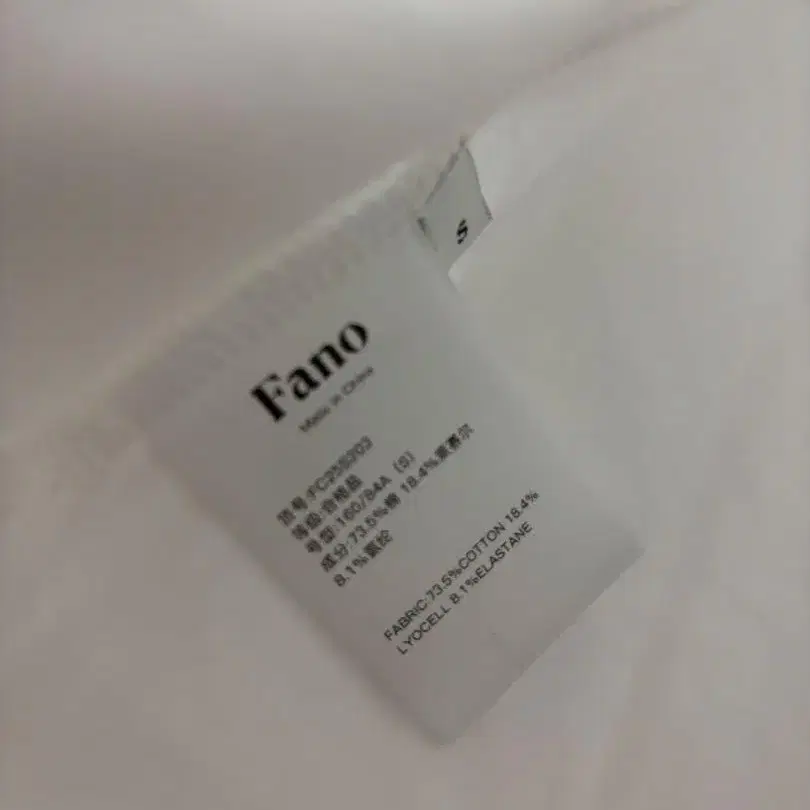 S
Fano
Made in China
货号:FC255203
等级:合格品
号型:160/84A (S)
成分:73.5%棉 18.4%莱赛尔
8.1%氨纶
FABRIC:73.5%COTTON 18.4%
LYOCELL 8.1%ELASTANE